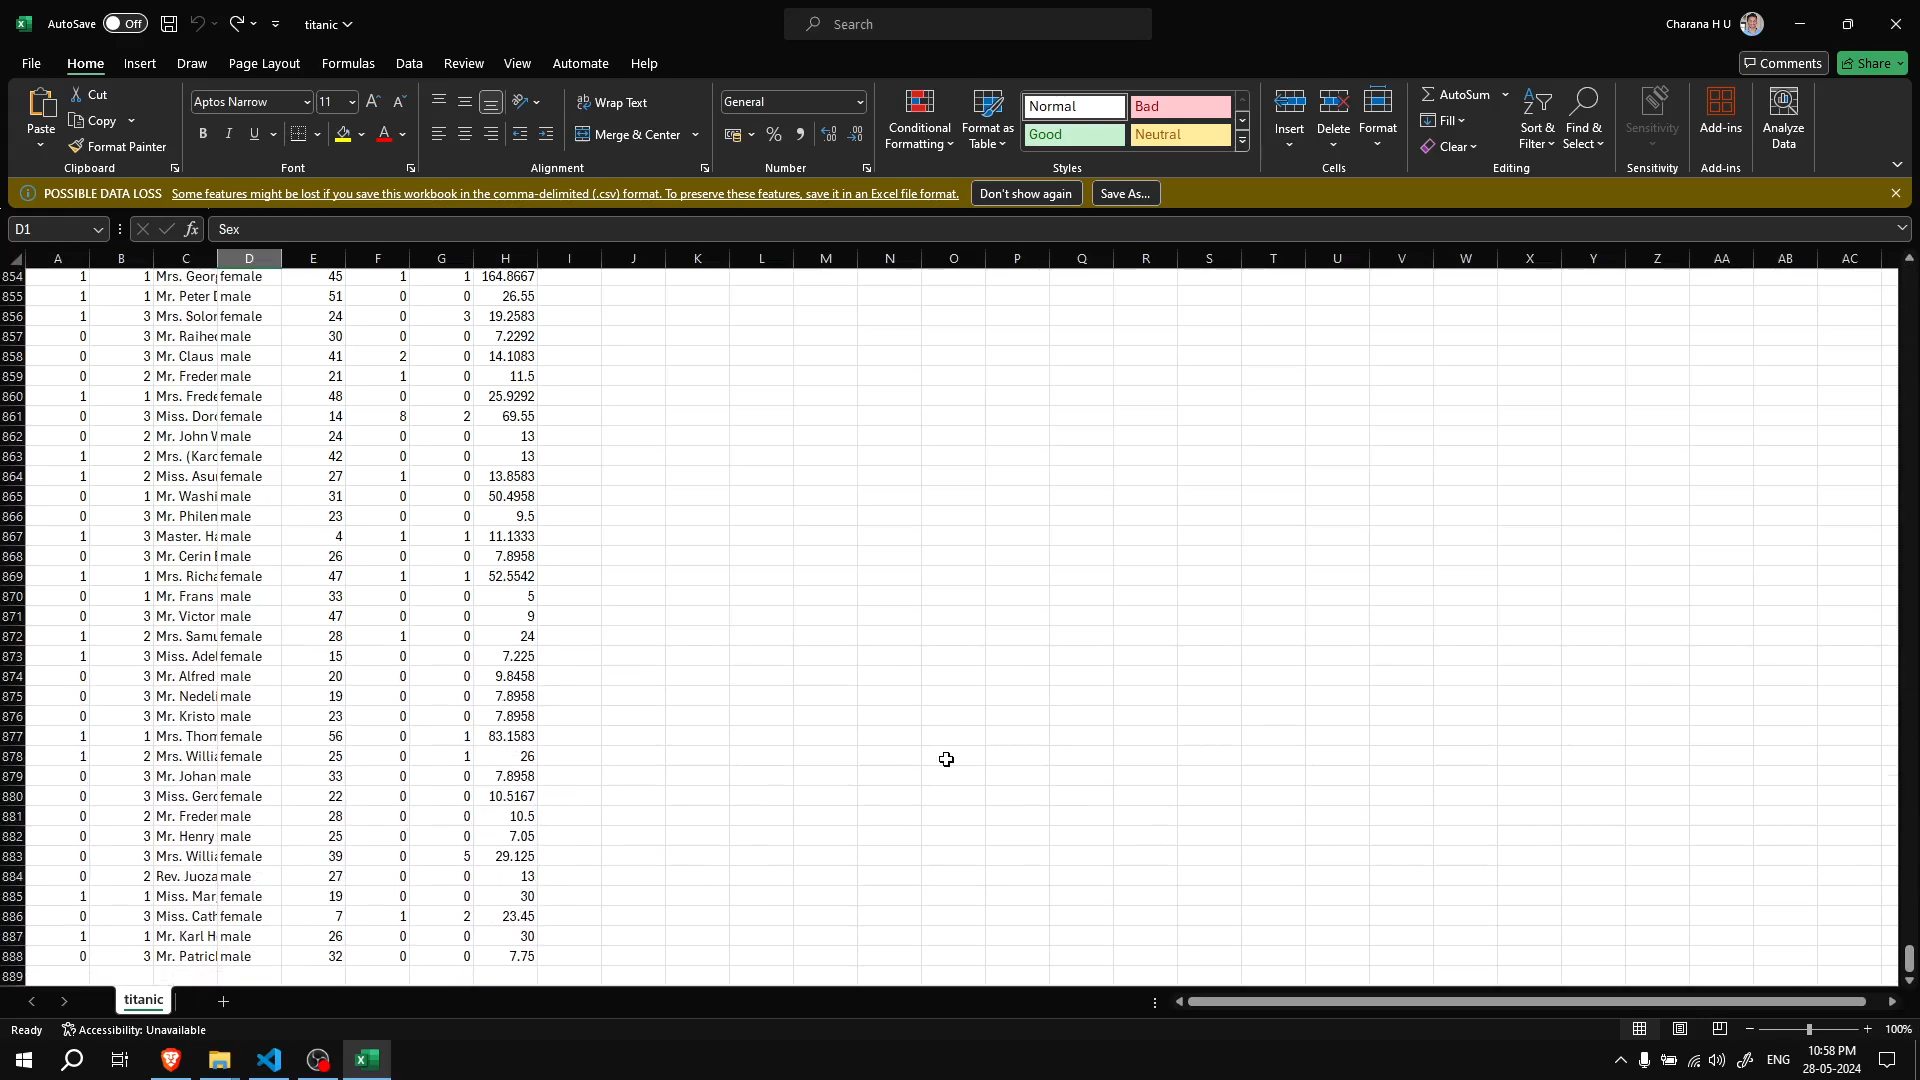 AutoSave Off titanic Search Charana H U
File Home Insert Draw Page Layout Formulas Data Review View Automate Help Comments Share
Paste Cut Copy Format Painter Clipboard
Aptos Narrow 11 A A B I U A Font
ab Wrap Text Merge & Center Alignment
General % Number
Conditional Formatting Format as Table Normal Bad Good Neutral Styles
Insert Delete Format Cells
AutoSum Fill Clear Sort & Filter Find & Select Editing
Sensitivity Sensitivity Add-ins Add-ins Analyze Data
POSSIBLE DATA LOSS Some features might be lost if you save this workbook in the comma-delimited (.csv) format. To preserve these features, save it in an Excel file format. Don't show again Save As...
D1 fx Sex
A B C D E F G H I J K L M N O P Q R S T U V W X Y Z AA AB AC
854 1 1 Mrs. Geor female 45 1 1 164.8667
855 1 1 Mr. Peter male 51 0 0 26.55
856 1 3 Mrs. Solor female 24 0 3 19.2583
857 0 3 Mr. Raihe male 30 0 0 7.2292
858 0 3 Mr. Claus male 41 2 0 14.1083
859 0 2 Mr. Freder male 21 1 0 11.5
860 1 1 Mrs. Frede female 48 0 0 25.9292
861 0 3 Miss. Dor female 14 8 2 69.55
862 0 2 Mr. John male 24 0 0 13
863 1 2 Mrs. (Karo female 42 0 0 13
864 1 2 Miss. Asu female 27 1 0 13.8583
865 0 1 Mr. Washi male 31 0 0 50.4958
866 0 3 Mr. Philem male 23 0 0 9.5
867 1 3 Master. Ha male 4 1 1 11.1333
868 0 3 Mr. Cerin male 26 0 0 7.8958
869 1 1 Mrs. Richa female 47 1 1 52.5542
870 0 1 Mr. Frans male 33 0 0 5
871 0 3 Mr. Victor male 47 0 0 9
872 1 2 Mrs. Samu female 28 1 0 24
873 1 3 Miss. Adel female 15 0 0 7.225
874 0 3 Mr. Alfred male 20 0 0 9.8458
875 0 3 Mr. Nedeli male 19 0 0 7.8958
876 0 3 Mr. Kristo male 23 0 0 7.8958
877 1 1 Mrs. Thom female 56 0 1 83.1583
878 1 2 Mrs. Willia female 25 0 1 26
879 0 3 Mr. Johan male 33 0 0 7.8958
880 0 3 Miss. Gerd female 22 0 0 10.5167
881 0 2 Mr. Freder male 28 0 0 10.5
882 0 3 Mr. Henry male 25 0 0 7.05
883 0 3 Mrs. Willia female 39 0 5 29.125
884 0 2 Rev. Juoza male 27 0 0 13
885 1 1 Miss. Mar female 19 0 0 30
886 0 3 Miss. Cath female 7 1 2 23.45
887 1 1 Mr. Karl H male 26 0 0 30
888 0 3 Mr. Patric male 32 0 0 7.75
889
titanic
Ready Accessibility: Unavailable 100%
ENG 10:58 PM
28-05-2024